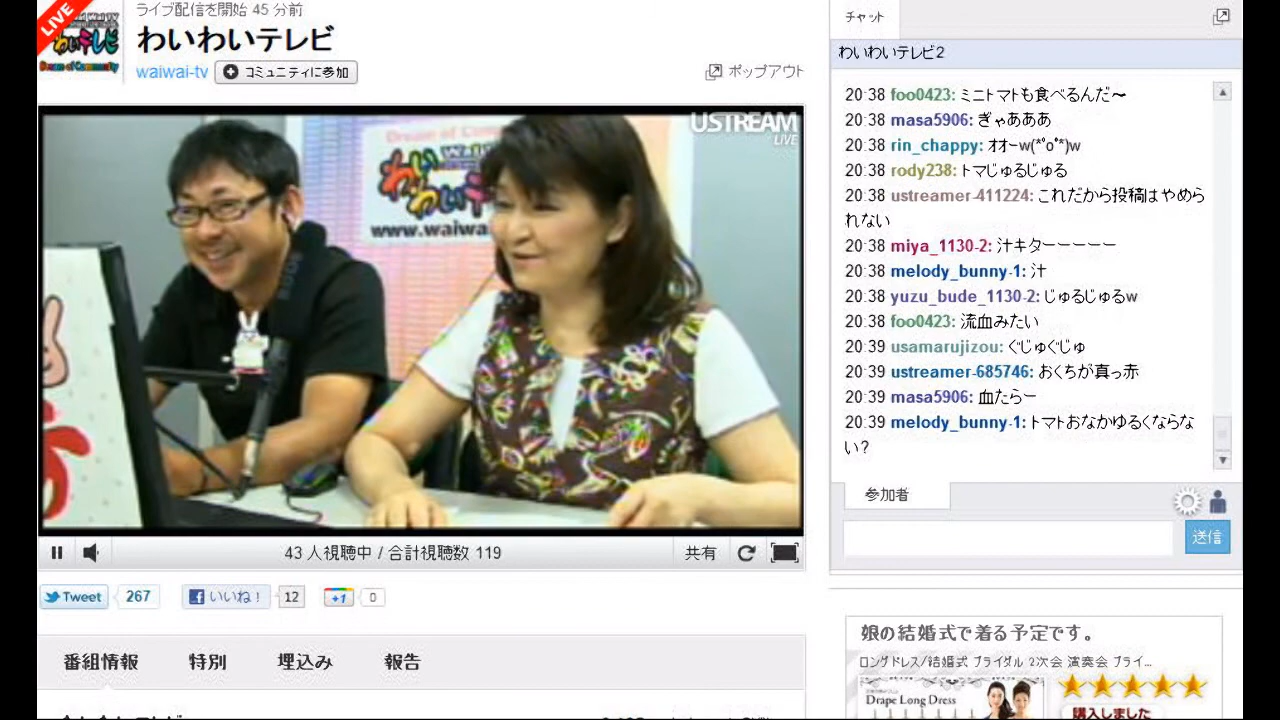 LIVE
ライブ配信を開始 45 分前
わいわいテレビ
waiwai-tv コミュニティに参加
ポップアウト
USTREAM
LIVE
www.waiwa
43 人視聴中 / 合計視聴数 119
共有
Tweet 267 いいね！ 12 +1 0
番組情報 特別 埋込み 報告
チャット
わいわいテレビ2
20:38 foo0423: ミニトマトも食べるんだ～
20:38 masa5906: ぎゃあああ
20:38 rin_chappy: オオーw(*ﾟoﾟ*)w
20:38 rody238: トマじゅるじゅる
20:38 ustreamer-411224: これだから投稿はやめら
れない
20:38 miya_1130-2: 汁キターーーーー
20:38 melody_bunny-1: 汁
20:38 yuzu_bude_1130-2: じゅるじゅるw
20:38 foo0423: 流血みたい
20:39 usamarujizou: ぐじゅぐじゅ
20:39 ustreamer-685746: おくちが真っ赤
20:39 masa5906: 血たらー
20:39 melody_bunny-1: トマトおなかゆるくならな
い？
参加者
送信
娘の結婚式で着る予定です。
ロングドレス/結婚式 ブライダル 2次会 演奏会 ブライ...
Drape Long Dress
購入しました